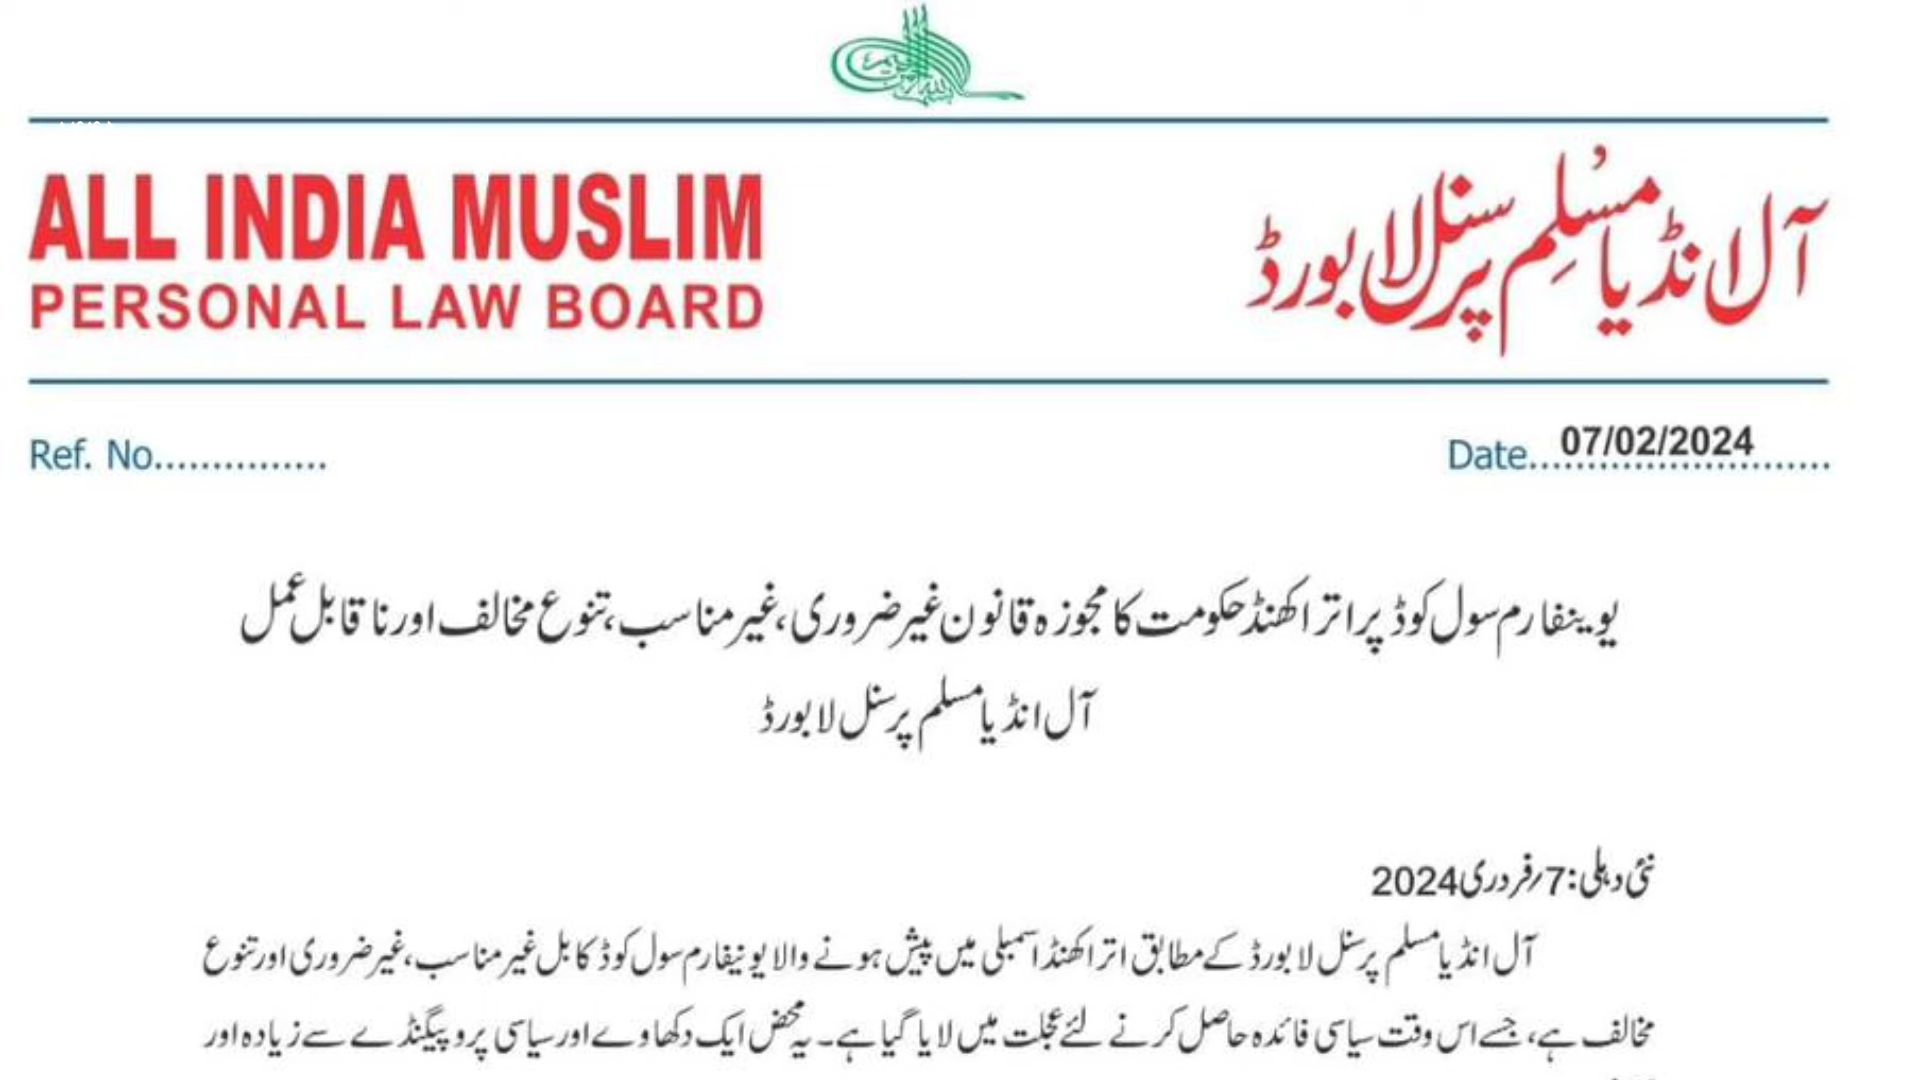 ALL INDIA MUSLIM
PERSONAL LAW BOARD
آل انڈیا مسلم پرسنل لا بورڈ
Ref. No...............
Date...07/02/2024
یوینفارم سول کوڈ پر اتراکھنڈ حکومت کا مجوزہ قانون غیر ضروری، غیر مناسب، تنوع مخالف اور ناقابل عمل
آل انڈیا مسلم پرسنل لا بورڈ
نئی دہلی: 7؍فروری 2024
آل انڈیا مسلم پرسنل لا بورڈ کے مطابق اتراکھنڈ اسمبلی میں پیش ہونے والا یونیفارم سول کوڈ کا بل غیر مناسب، غیر ضروری اور تنوع
مخالف ہے، جسے اس وقت سیاسی فائدہ حاصل کرنے لئے عجلت میں لایا گیا ہے۔ یہ محض ایک دکھاوے اور سیاسی پروپیگنڈے سے زیادہ اور